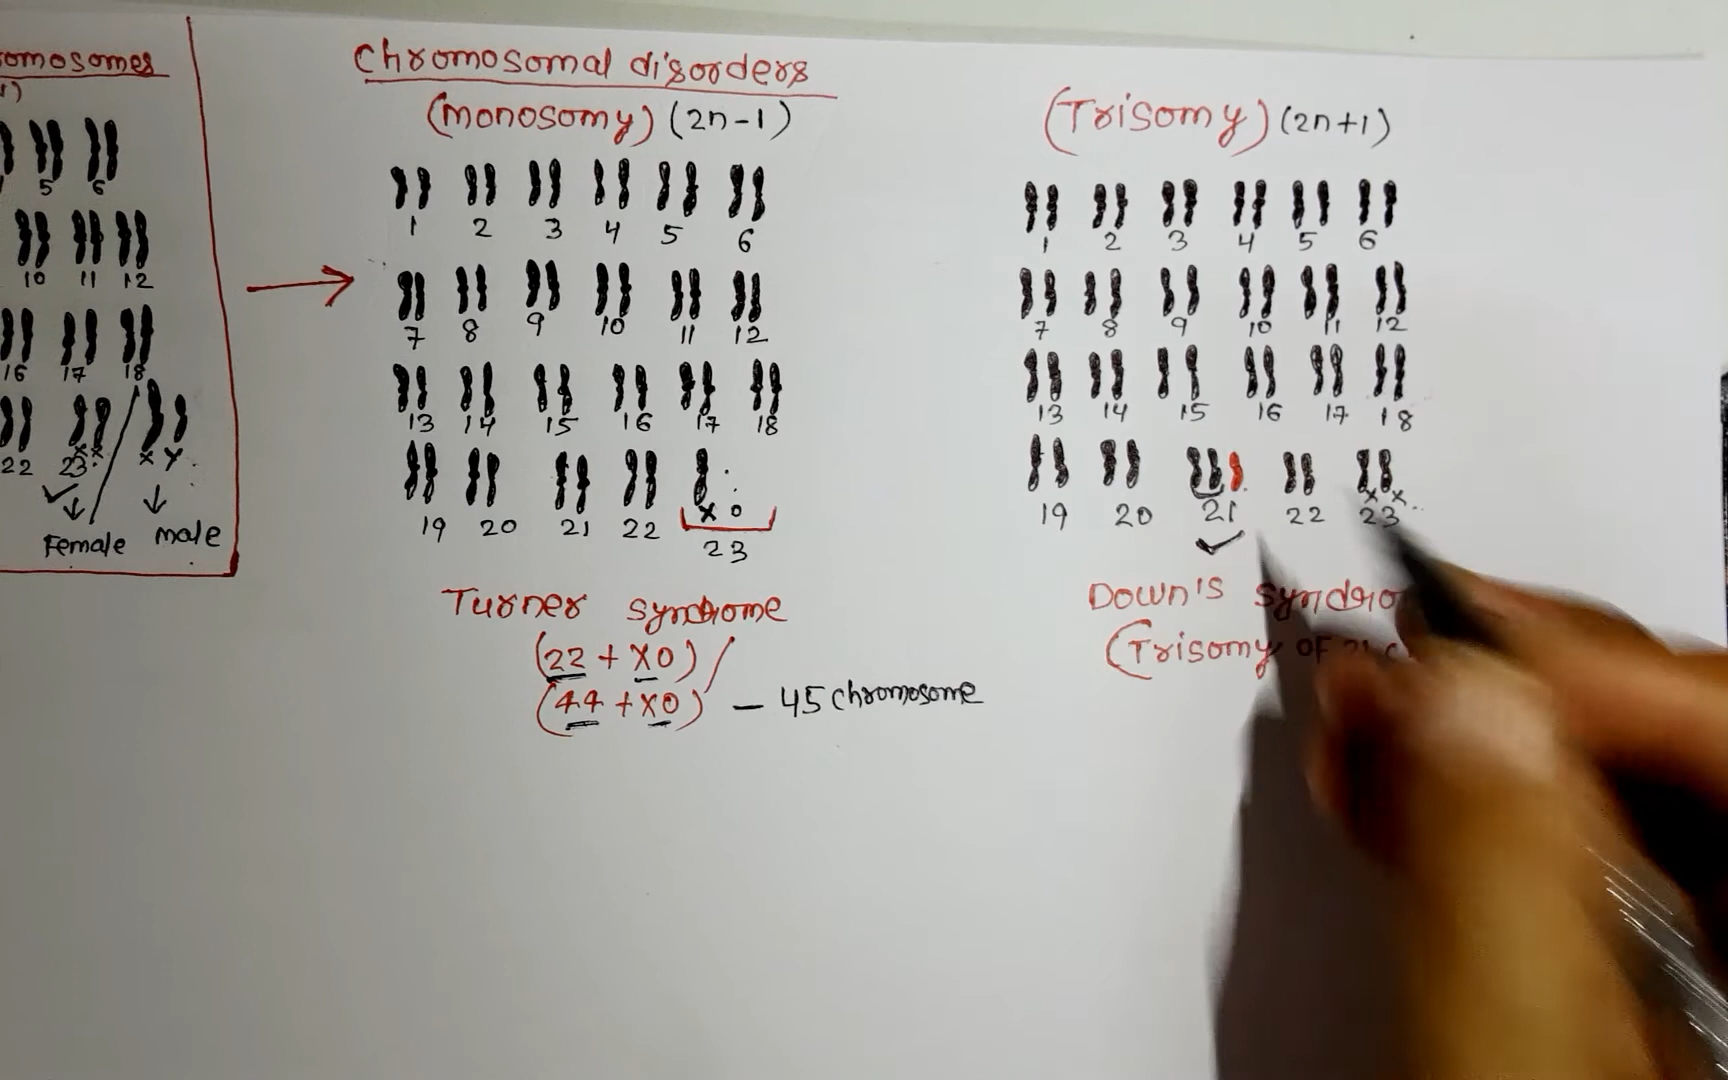 omosomes
1)
5 6
10 11 12
16 17 18
22 23 x x x y
Female male
Chromosomal disorders
(monosomy) (2n-1)
1 2 3 4 5 6
7 8 9 10 11 12
13 14 15 16 17 18
x o
19 20 21 22 23
Turner syndrome
(22 + XO) /
(44 + XO) – 45 chromosome
(Trisomy) (2n+1)
1 2 3 4 5 6
7 8 9 10 11 12
13 14 15 16 17 18
x x
19 20 21 22 23
Down's syndro
(Trisomy OF 21 c